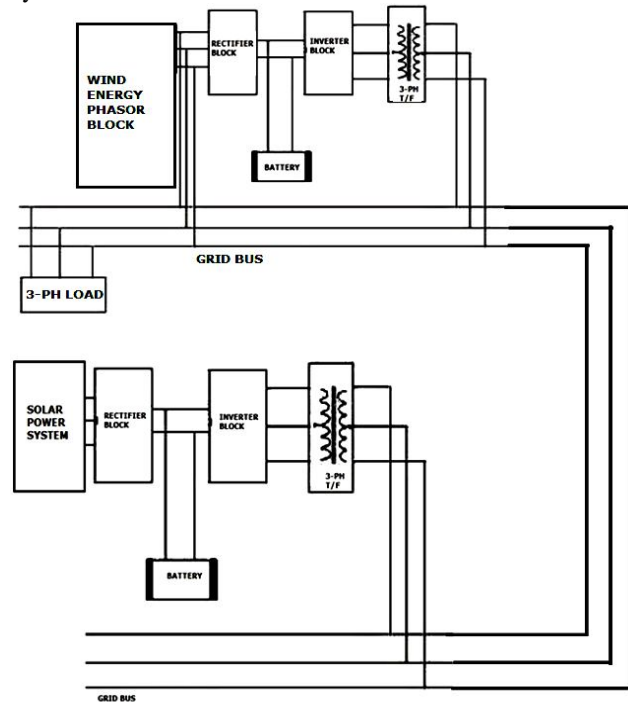 WIND
ENERGY
PHASOR
BLOCK
RECTIFIER
BLOCK
INVERTER
BLOCK
3-PH
T/F
BATTERY
GRID BUS
3-PH LOAD
SOLAR
POWER
SYSTEM
RECTIFIER
BLOCK
INVERTER
BLOCK
3-PH
T/F
BATTERY
GRID BUS